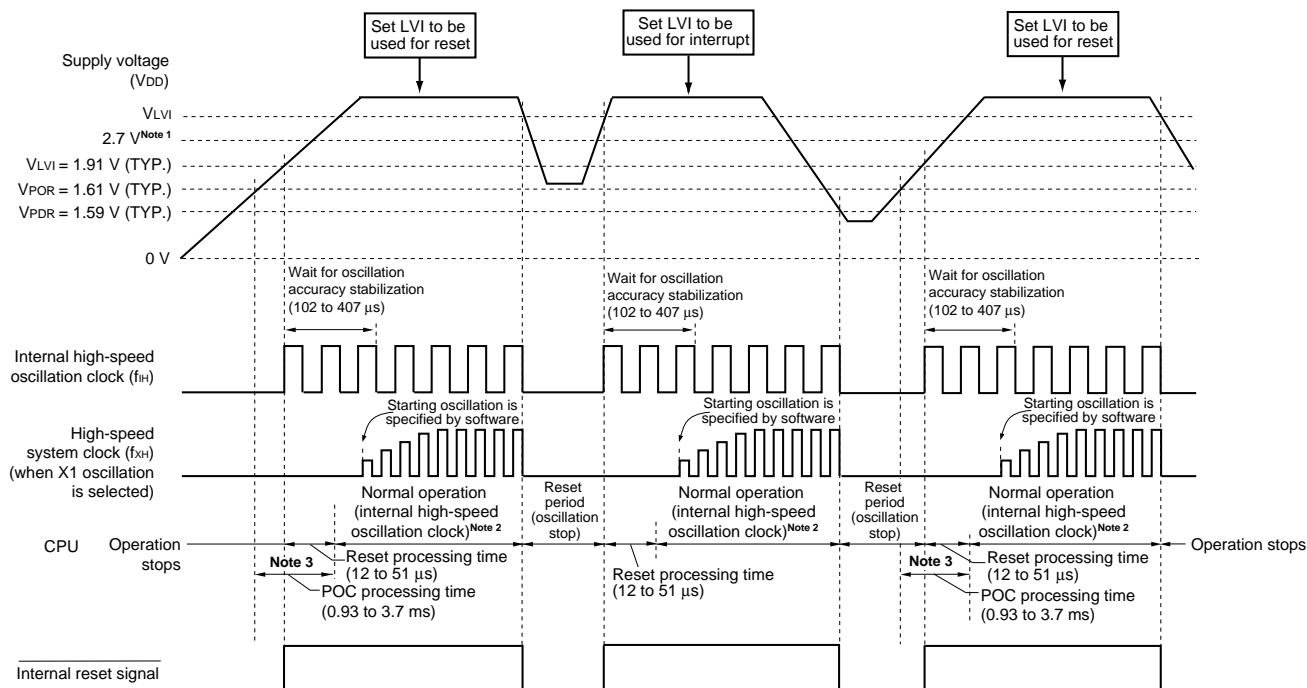 Set LVI to be
used for reset
Set LVI to be
used for interrupt
Set LVI to be
used for reset
Supply voltage
(VDD)
VLVI
2.7 V Note 1
VLVI = 1.91 V (TYP.)
VPOR = 1.61 V (TYP.)
VPDR = 1.59 V (TYP.)
0 V
Wait for oscillation
accuracy stabilization
(102 to 407 μs)
Wait for oscillation
accuracy stabilization
(102 to 407 μs)
Wait for oscillation
accuracy stabilization
(102 to 407 μs)
Internal high-speed
oscillation clock (fIH)
Starting oscillation is
specified by software
Starting oscillation is
specified by software
Starting oscillation is
specified by software
High-speed
system clock (fXH)
(when X1 oscillation
is selected)
Normal operation
(internal high-speed
oscillation clock) Note 2
Reset
period
(oscillation
stop)
Normal operation
(internal high-speed
oscillation clock) Note 2
Reset
period
(oscillation
stop)
Normal operation
(internal high-speed
oscillation clock) Note 2
CPU
Operation
stops
Note 3
Reset processing time
(12 to 51 μs)
POC processing time
(0.93 to 3.7 ms)
Reset processing time
(12 to 51 μs)
Note 3
Reset processing time
(12 to 51 μs)
POC processing time
(0.93 to 3.7 ms)
Operation stops
Internal reset signal